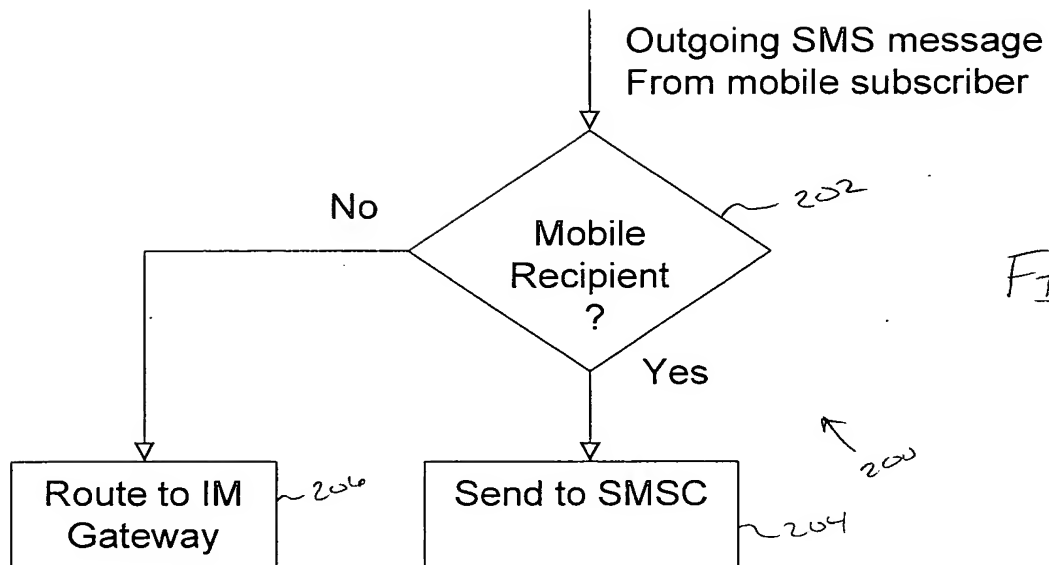 Outgoing SMS message
From mobile subscriber
202
No
Mobile
Recipient
?
Yes
200
Route to IM
Gateway
206
Send to SMSC
204